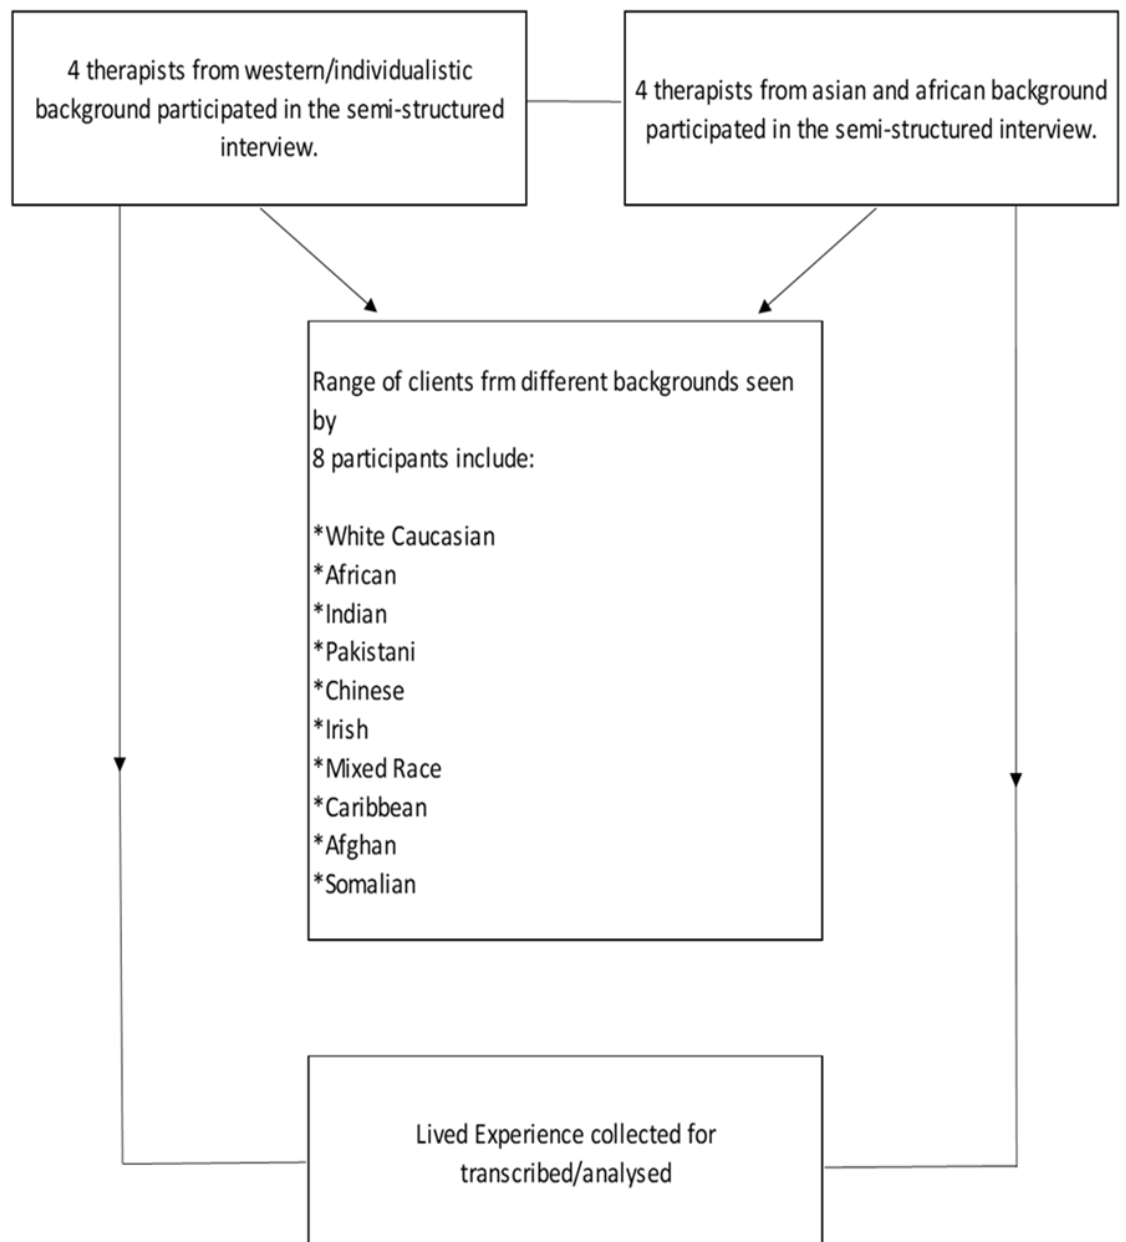 4 therapists from western/individualistic
background participated in the semi-structured
interview.
4 therapists from asian and african background
participated in the semi-structured interview.
Range of clients frm different backgrounds seen
by
8 participants include:
*White Caucasian
*African
*Indian
*Pakistani
*Chinese
*Irish
*Mixed Race
*Caribbean
*Afghan
*Somalian
Lived Experience collected for
transcribed/analysed